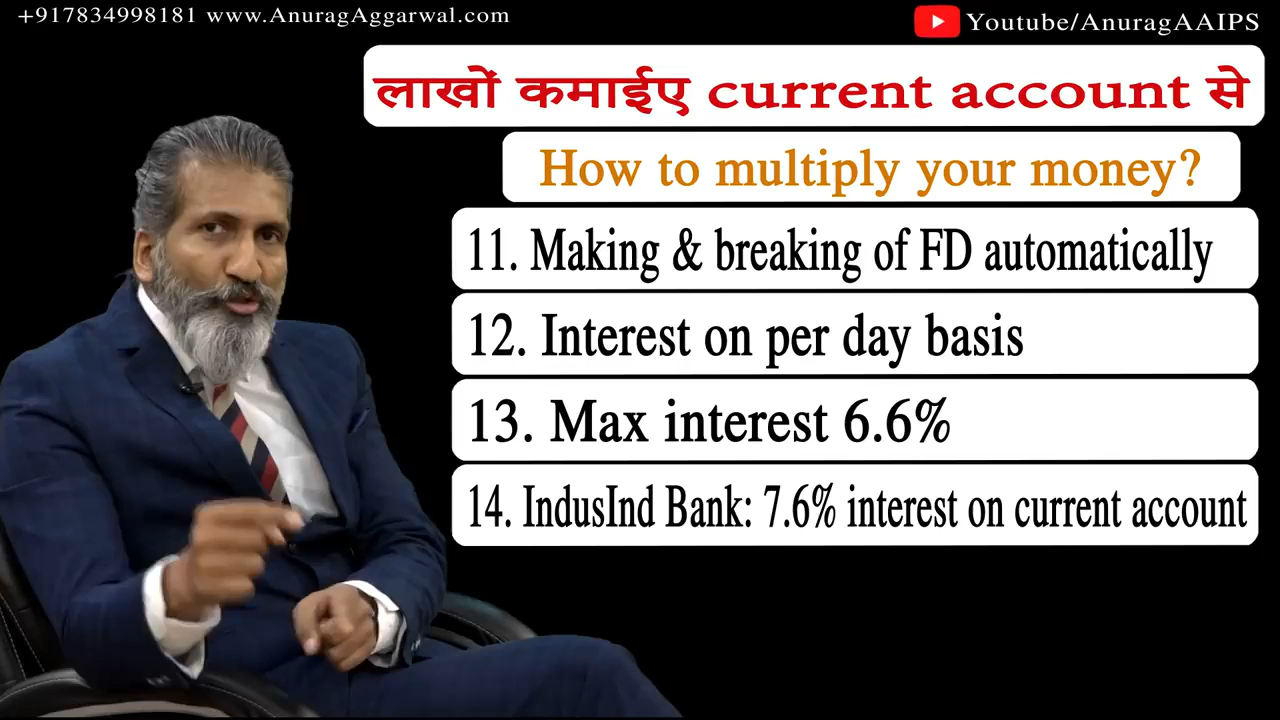 +917834998181 www.AnuragAggarwal.com
Youtube/AnuragAAIPS
लाखों कमाईए current account से
How to multiply your money?
11. Making & breaking of FD automatically
12. Interest on per day basis
13. Max interest 6.6%
14. IndusInd Bank: 7.6% interest on current account